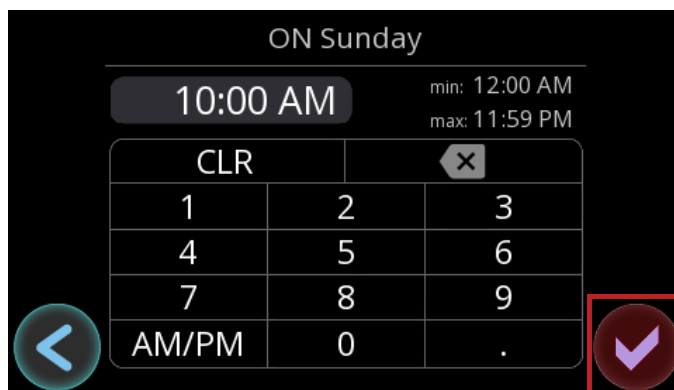 ON Sunday
10:00 AM
min: 12:00 AM
max: 11:59 PM
CLR
1 2 3
4 5 6
7 8 9
AM/PM 0 .